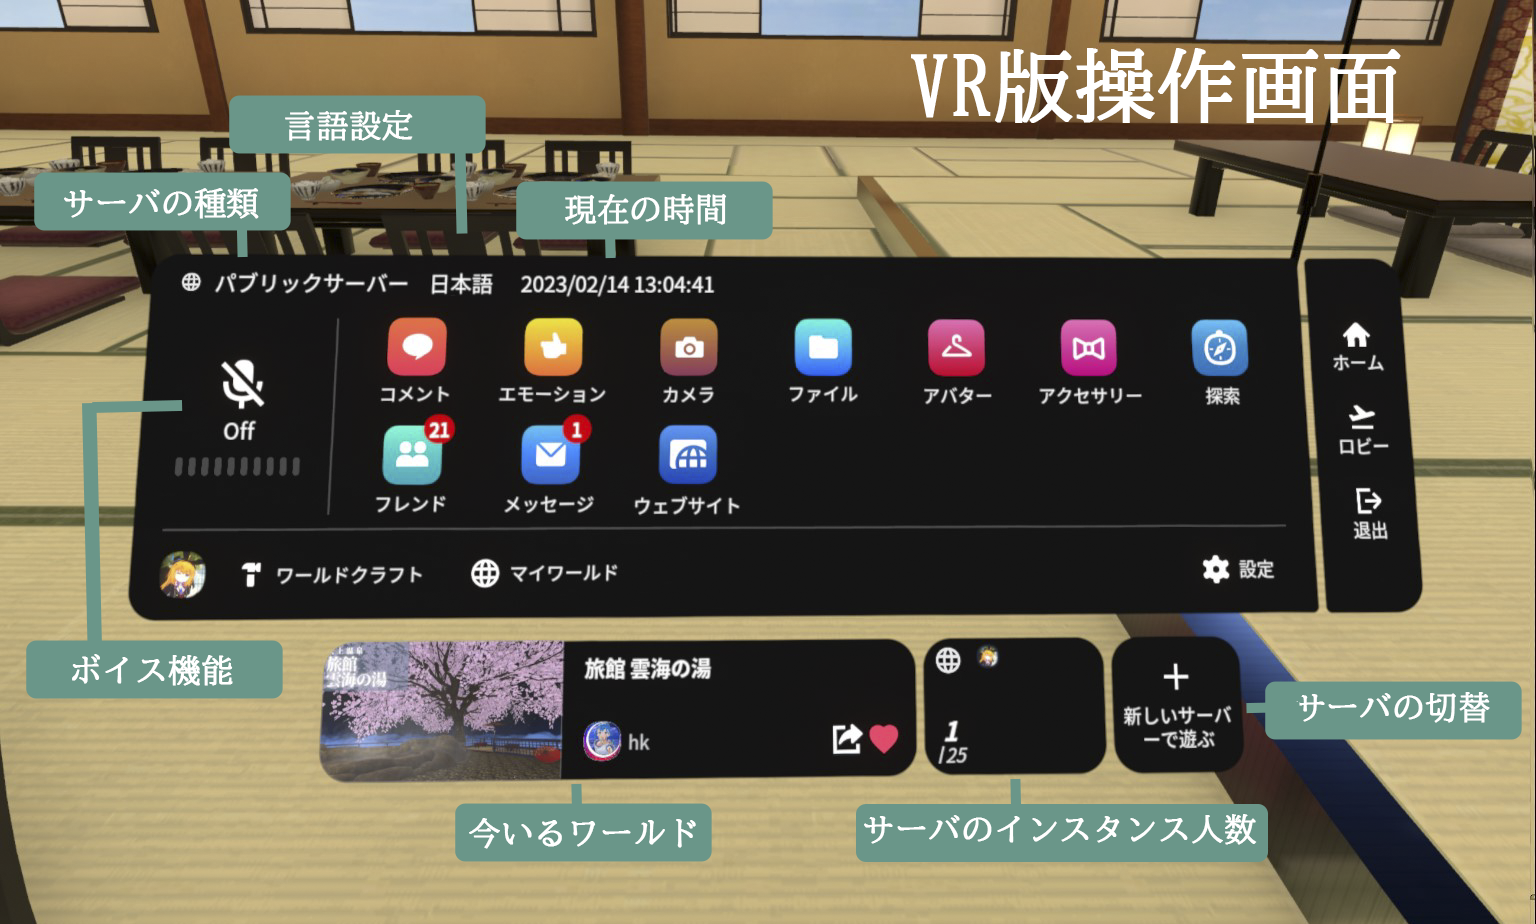 VR版操作画面
言語設定
サーバの種類
現在の時間
パブリックサーバー 日本語 2023/02/14 13:04:41
Off
コメント
エモーション
カメラ
ファイル
アバター
アクセサリー
探索
21
フレンド
1
メッセージ
ウェブサイト
ホーム
ロビー
退出
ワールドクラフト
マイワールド
設定
ボイス機能
旅館
雲海の湯
旅館 雲海の湯
hk
1
/25
新しいサーバ
ーで遊ぶ
サーバの切替
今いるワールド
サーバのインスタンス人数